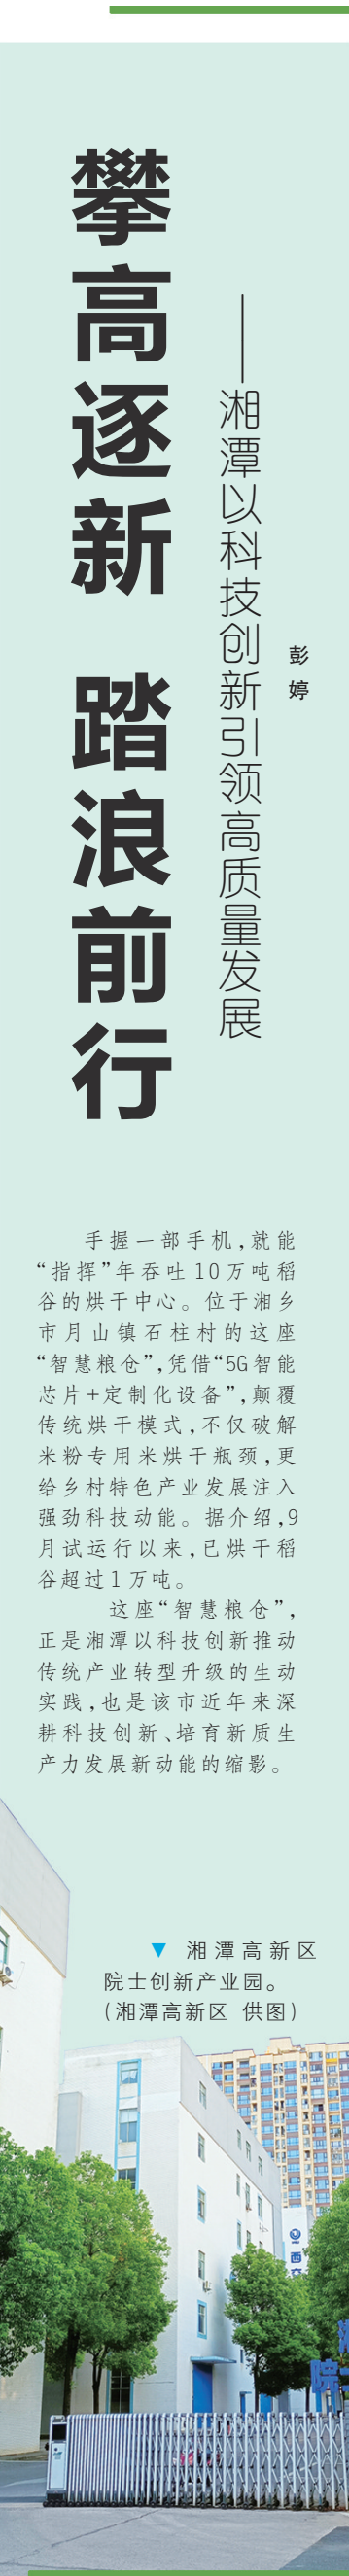 攀高逐新 踏浪前行
——湘潭以科技创新引领高质量发展
彭婷
手握一部手机，就能
“指挥”年吞吐10万吨稻
谷的烘干中心。位于湘乡
市月山镇石柱村的这座
“智慧粮仓”，凭借“5G智能
芯片+定制化设备”，颠覆
传统烘干模式，不仅破解
米粉专用米烘干瓶颈，更
给乡村特色产业发展注入
强劲科技动能。据介绍，9
月试运行以来，已烘干稻
谷超过1万吨。
这座“智慧粮仓”，
正是湘潭以科技创新推动
传统产业转型升级的生动
实践，也是该市近年来深
耕科技创新、培育新质生
产力发展新动能的缩影。
▼ 湘潭高新区
院士创新产业园。
(湘潭高新区 供图)
西交
院士